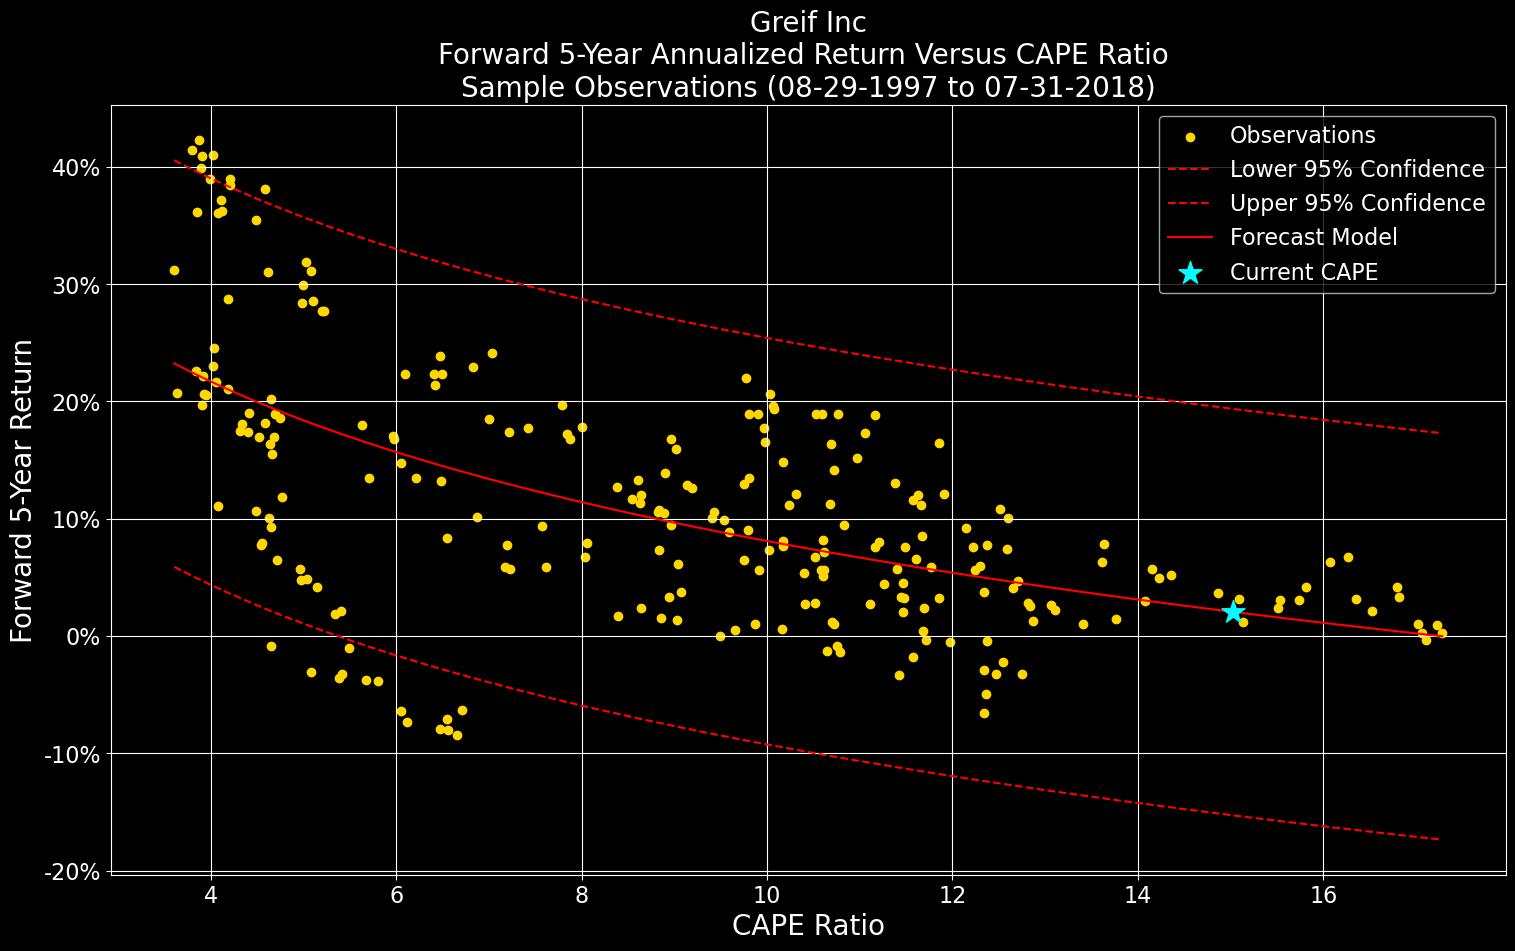 Greif Inc
Forward 5-Year Annualized Return Versus CAPE Ratio
Sample Observations (08-29-1997 to 07-31-2018)
Observations
Lower 95% Confidence
Upper 95% Confidence
Forecast Model
Current CAPE
Forward 5-Year Return
40%
30%
20%
10%
0%
-10%
-20%
4 6 8 10 12 14 16
CAPE Ratio